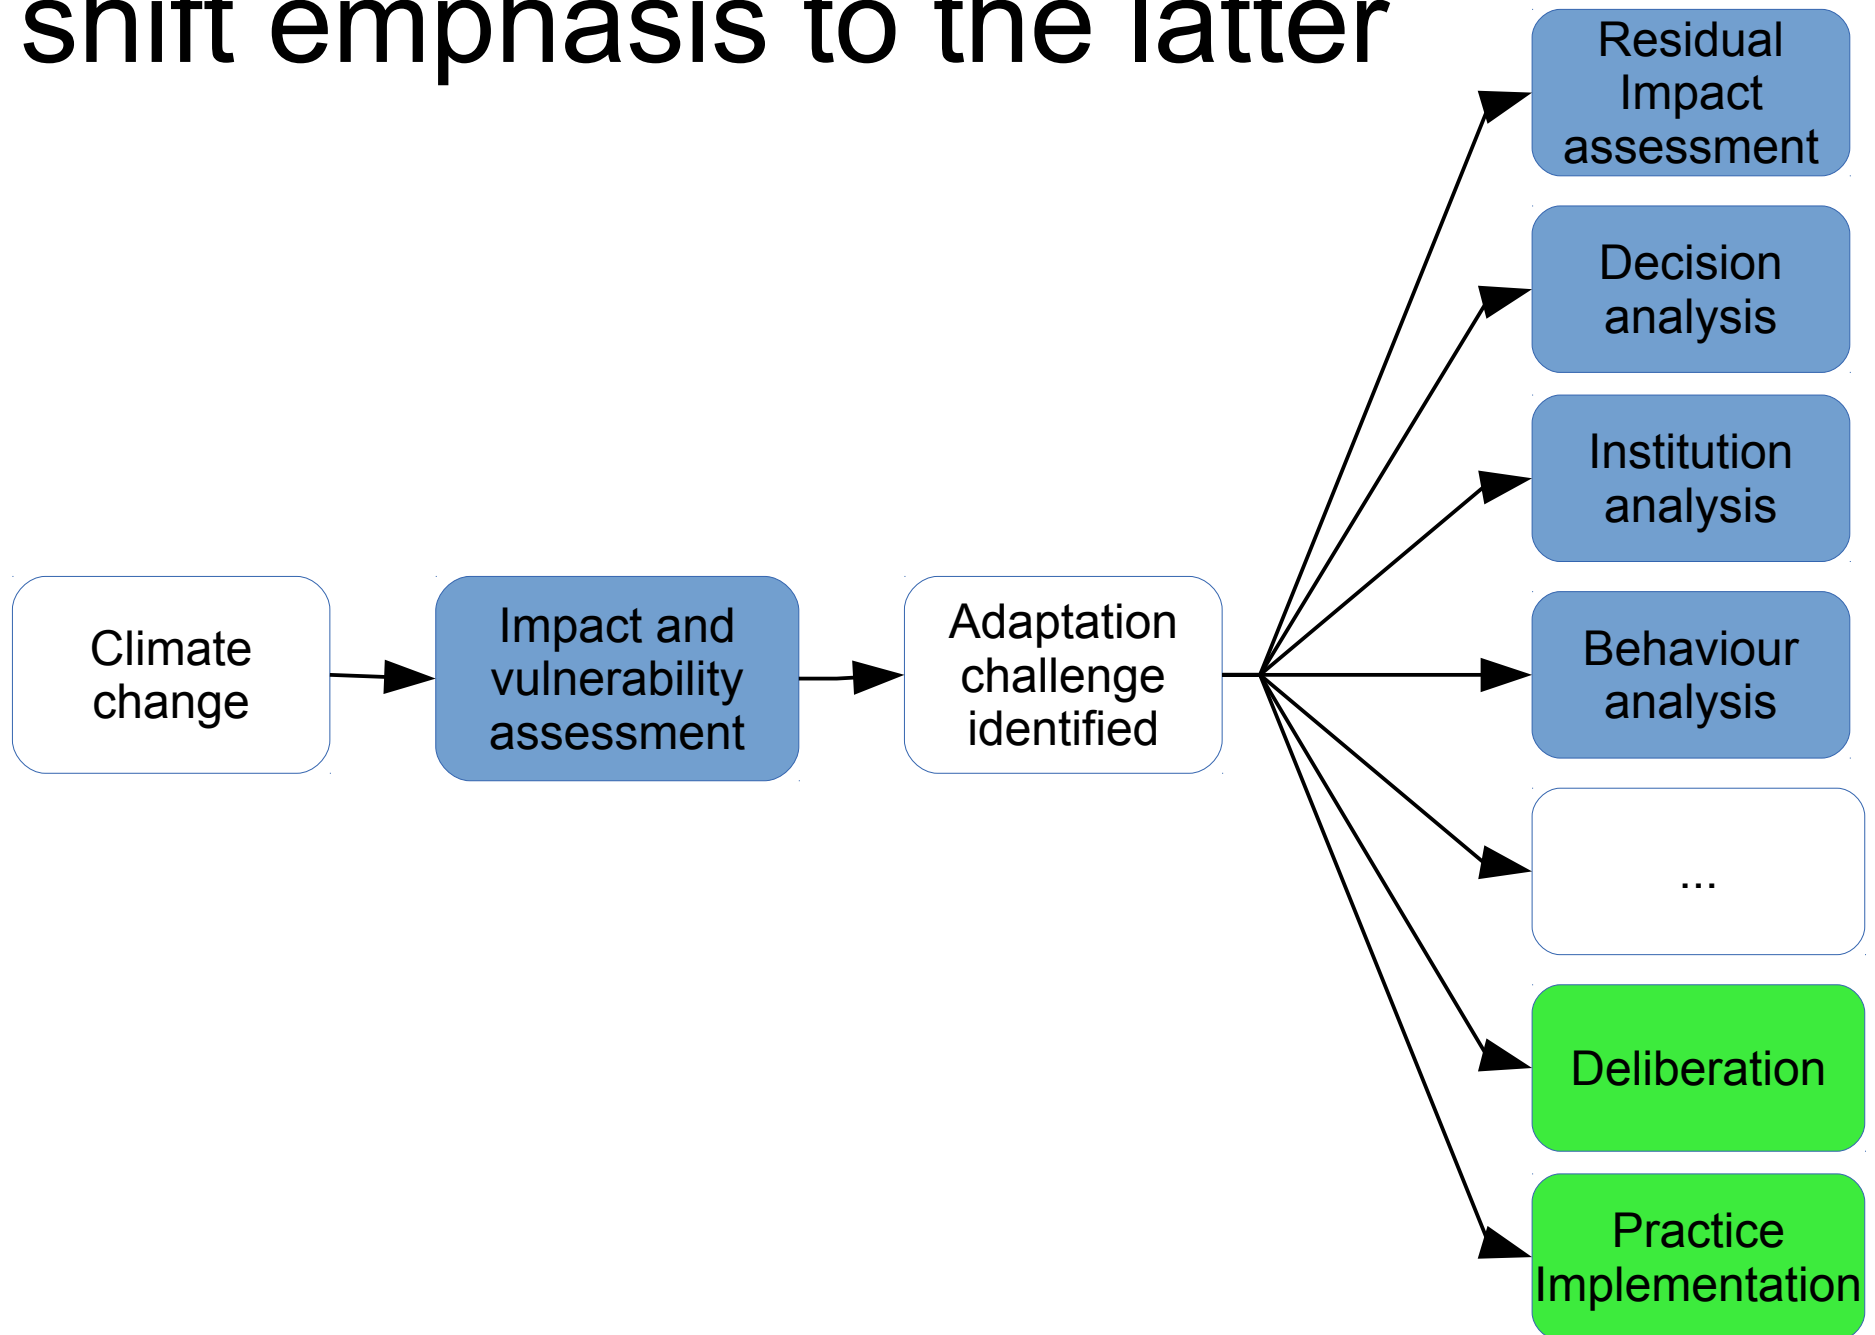 shift emphasis to the latter
Residual
Impact
assessment
Decision
analysis
Institution
analysis
Climate
change
Impact and
vulnerability
assessment
Adaptation
challenge
identified
Behaviour
analysis
...
Deliberation
Practice
Implementation